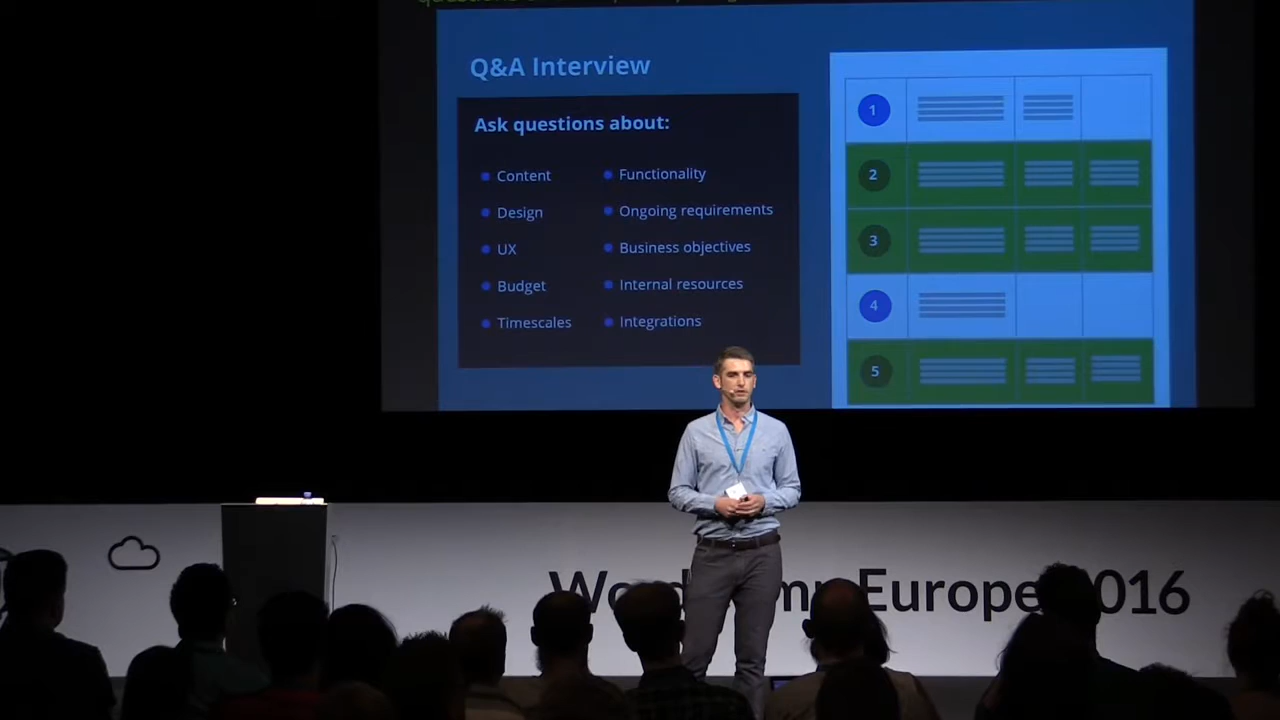 Q&A Interview
Ask questions about:
Content
Design
UX
Budget
Timescales
Functionality
Ongoing requirements
Business objectives
Internal resources
Integrations
1
2
3
4
5
Europe 2016